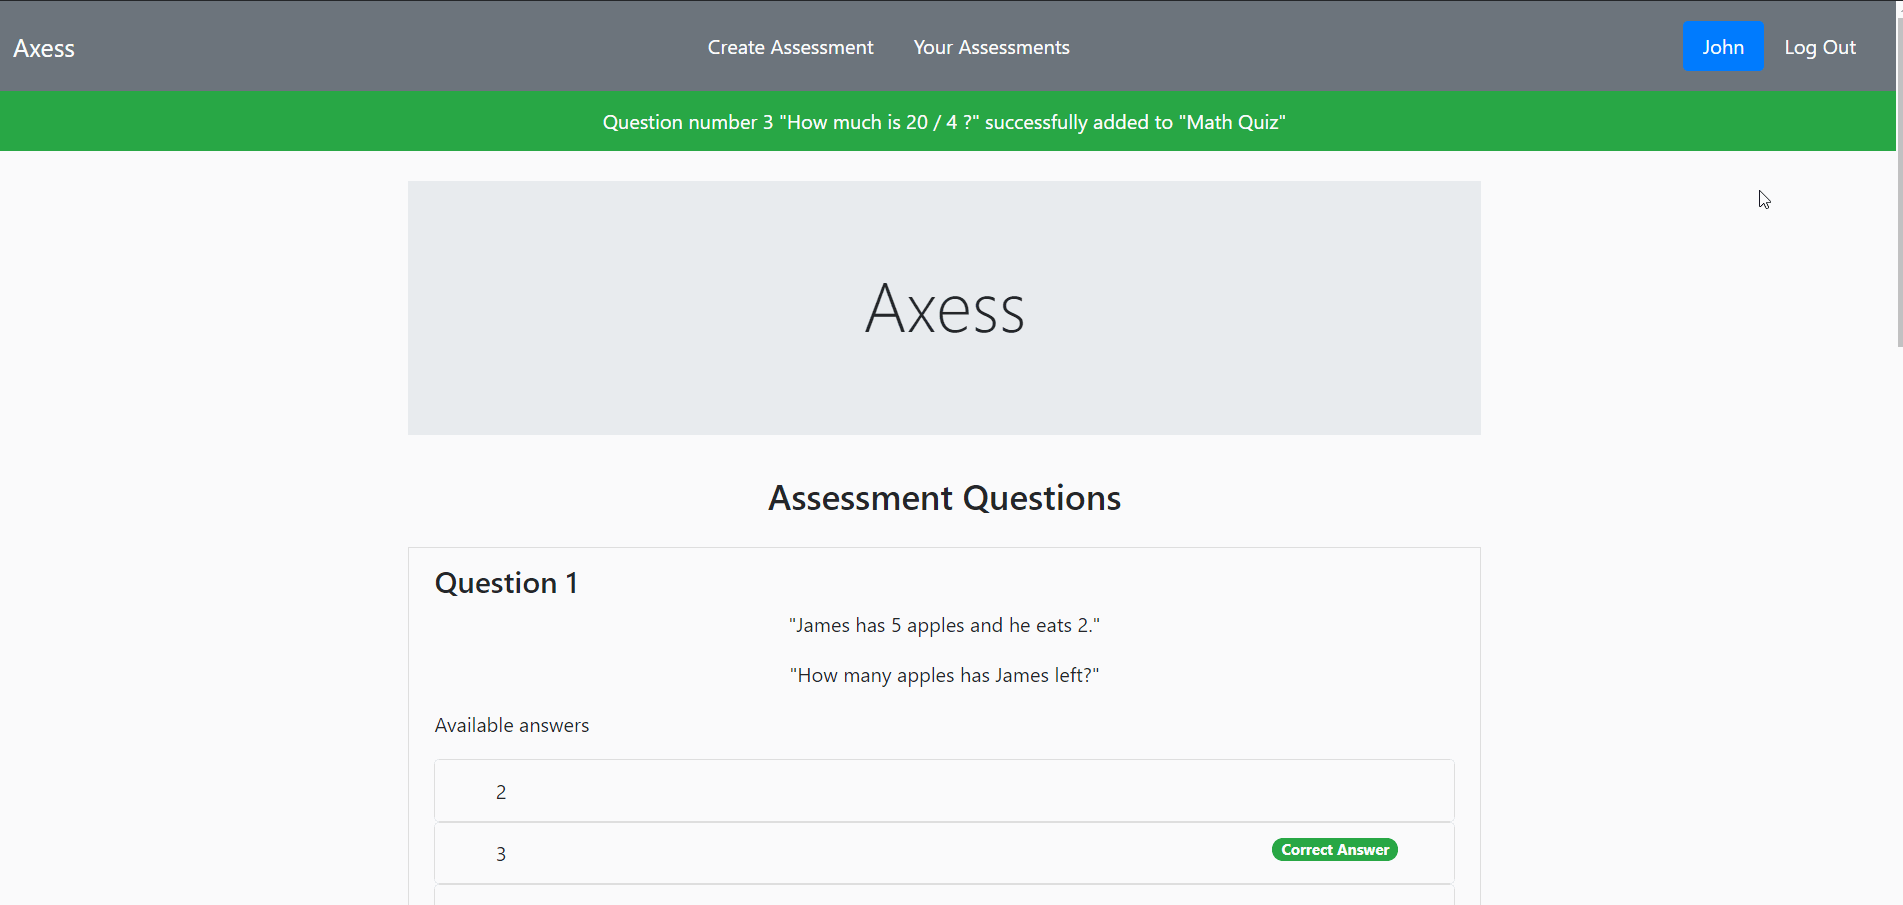 Axess
Create Assessment
Your Assessments
John
Log Out
Question number 3 "How much is 20 / 4 ?" successfully added to "Math Quiz"
Axess
Assessment Questions
Question 1
"James has 5 apples and he eats 2."
"How many apples has James left?"
Available answers
2
3
Correct Answer